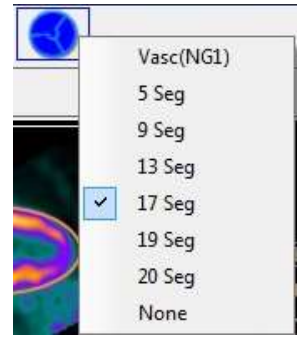 Vasc(NG1)
5 Seg
9 Seg
13 Seg
17 Seg
19 Seg
20 Seg
None